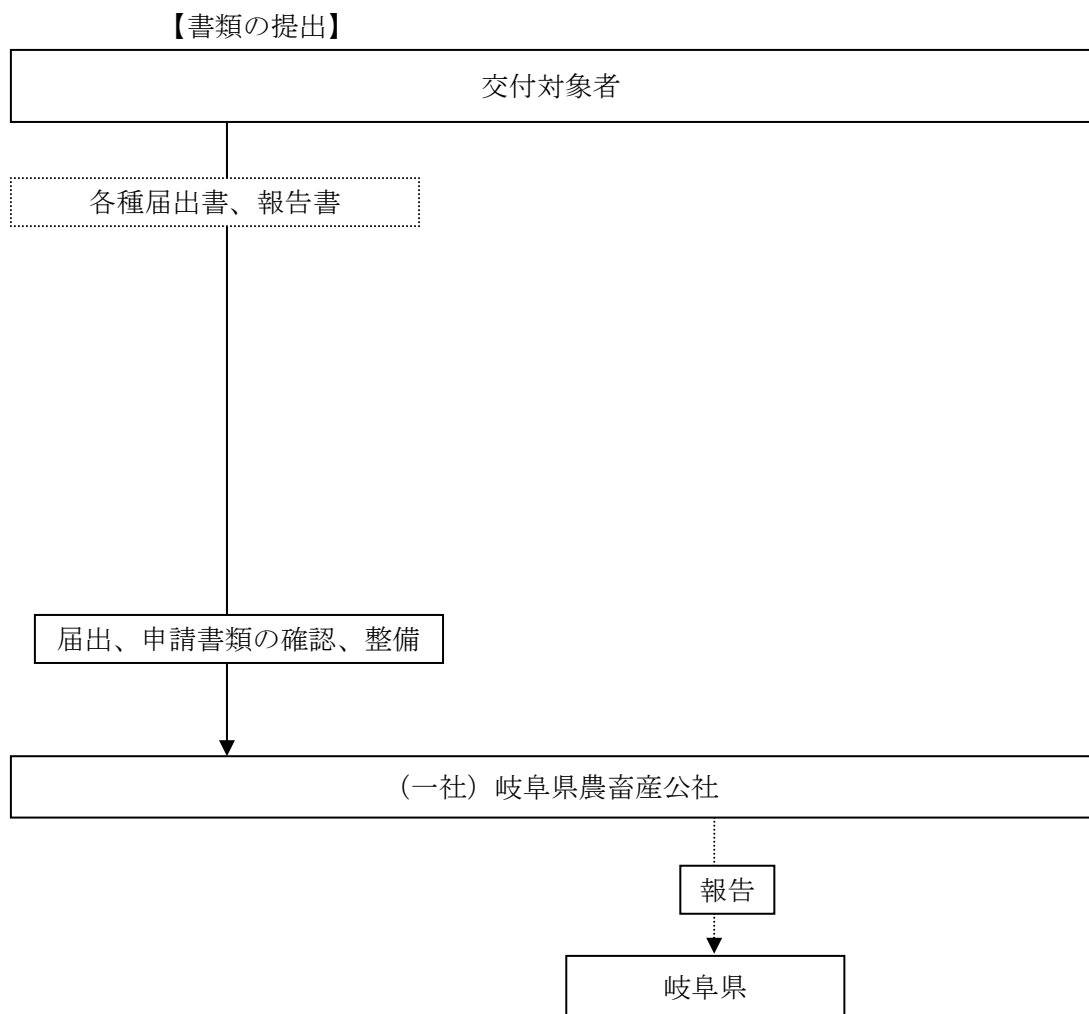 【書類の提出】
交付対象者
各種届出書、報告書
届出、申請書類の確認、整備
（一社）岐阜県農畜産公社
報告
岐阜県